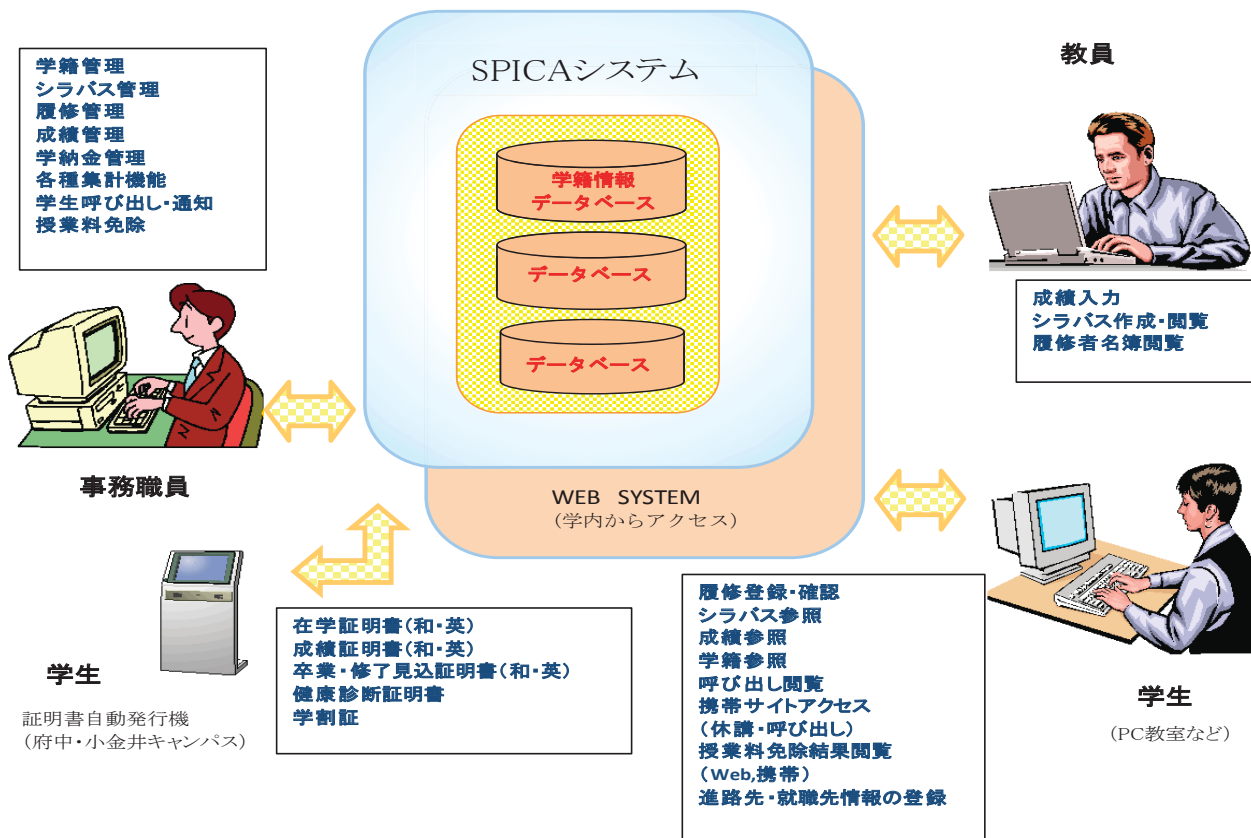 学籍管理
シラバス管理
履修管理
成績管理
学納金管理
各種集計機能
学生呼び出し・通知
授業料免除
事務職員
SPICAシステム
学籍情報
データベース
データベース
データベース
WEB SYSTEM
(学内からアクセス)
教員
成績入力
シラバス作成・閲覧
履修者名簿閲覧
学生
証明書自動発行機
(府中・小金井キャンパス)
在学証明書(和・英)
成績証明書(和・英)
卒業・修了見込証明書(和・英)
健康診断証明書
学割証
履修登録・確認
シラバス参照
成績参照
学籍参照
呼び出し閲覧
携帯サイトアクセス
(休講・呼び出し)
授業料免除結果閲覧
(Web,携帯)
進路先・就職先情報の登録
学生
(PC教室など)